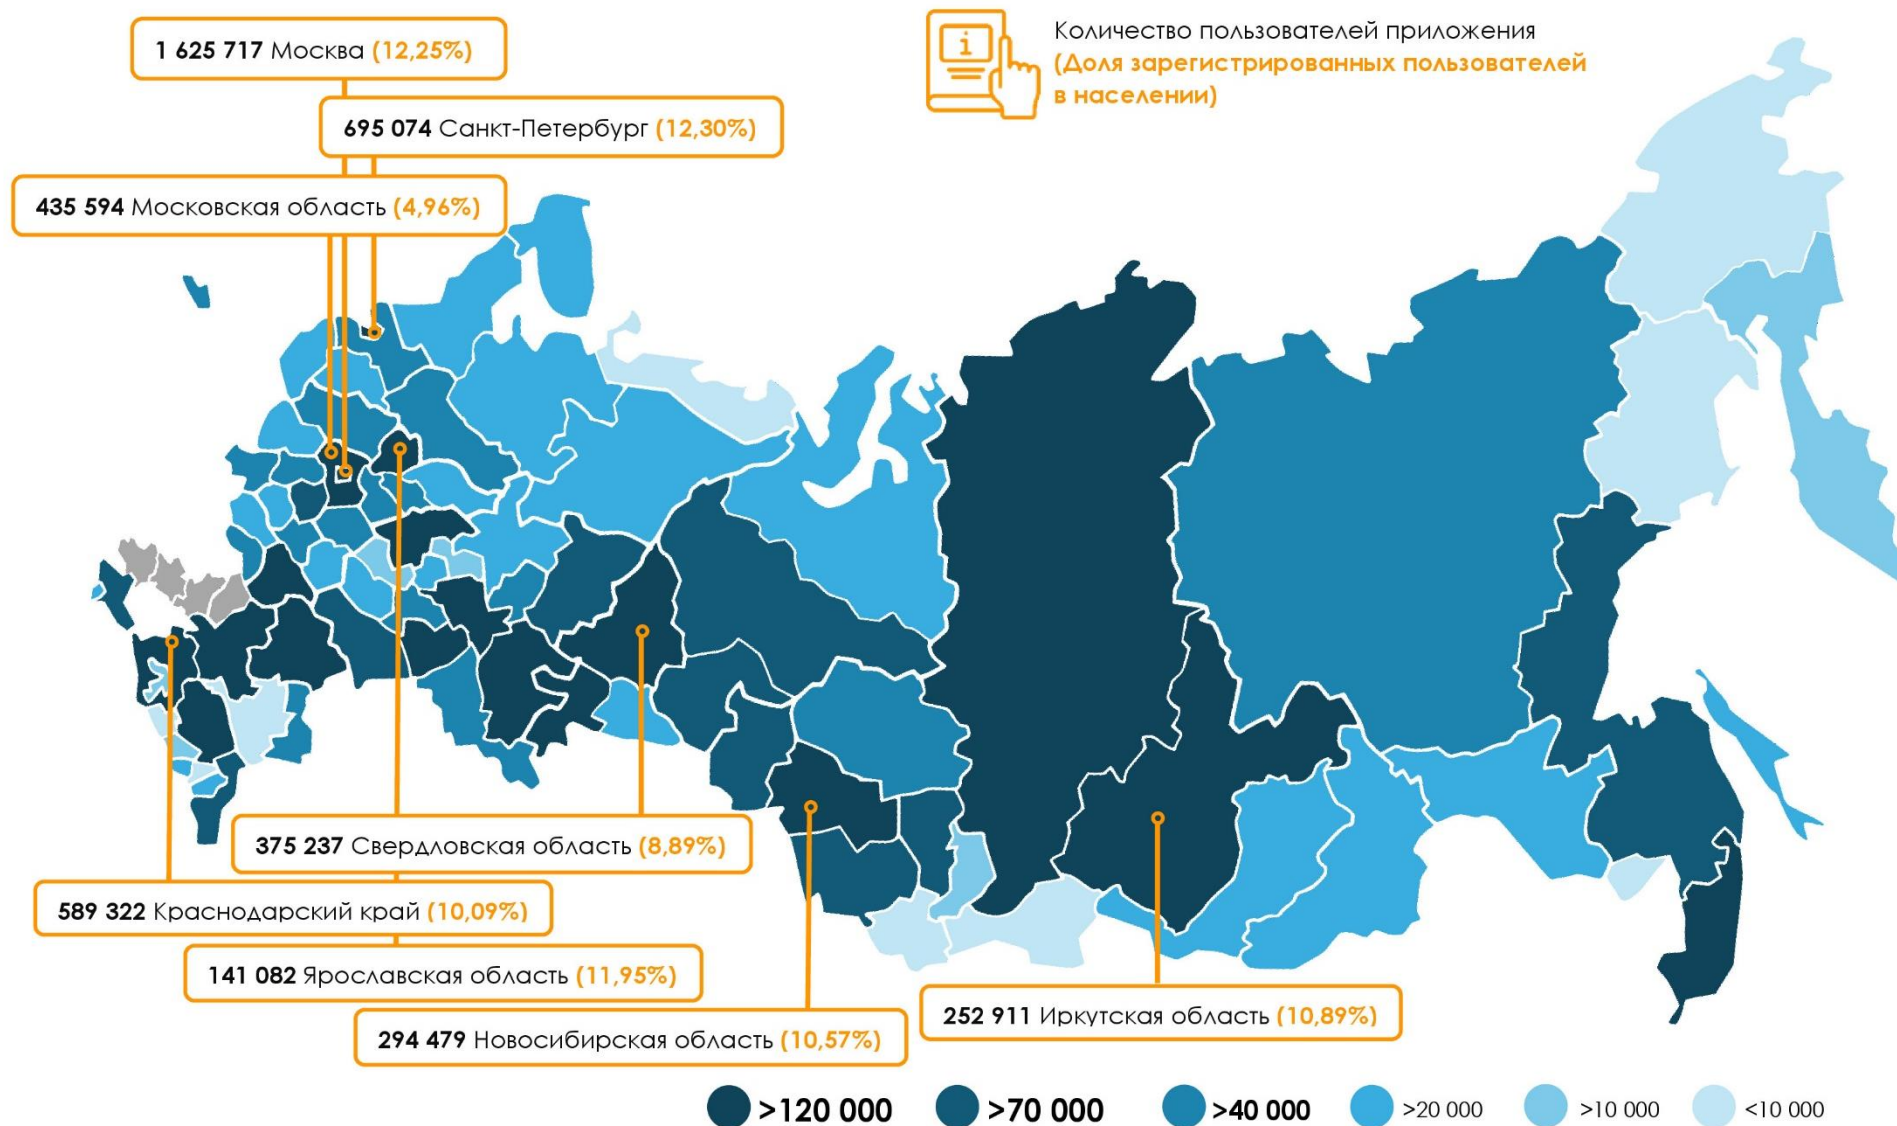 Количество пользователей приложения
(Доля зарегистрированных пользователей
в населении)
1 625 717 Москва (12,25%)
695 074 Санкт-Петербург (12,30%)
435 594 Московская область (4,96%)
375 237 Свердловская область (8,89%)
589 322 Краснодарский край (10,09%)
141 082 Ярославская область (11,95%)
294 479 Новосибирская область (10,57%)
252 911 Иркутская область (10,89%)
>120 000 >70 000 >40 000 >20 000 >10 000 <10 000